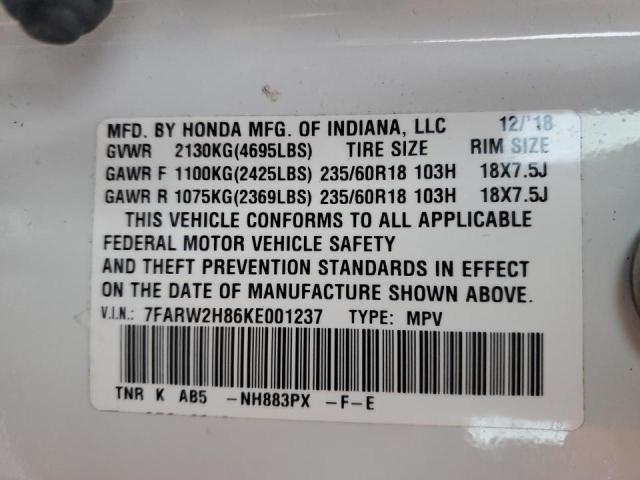 MFD. BY HONDA MFG. OF INDIANA, LLC 12/'18
GVWR 2130KG(4695LBS) TIRE SIZE RIM SIZE
GAWR F 1100KG(2425LBS) 235/60R18 103H 18X7.5J
GAWR R 1075KG(2369LBS) 235/60R18 103H 18X7.5J
THIS VEHICLE CONFORMS TO ALL APPLICABLE
FEDERAL MOTOR VEHICLE SAFETY
AND THEFT PREVENTION STANDARDS IN EFFECT
ON THE DATE OF MANUFACTURE SHOWN ABOVE.
V.I.N.: 7FARW2H86KE001237 TYPE: MPV
TNR K AB5 -NH883PX -F-E